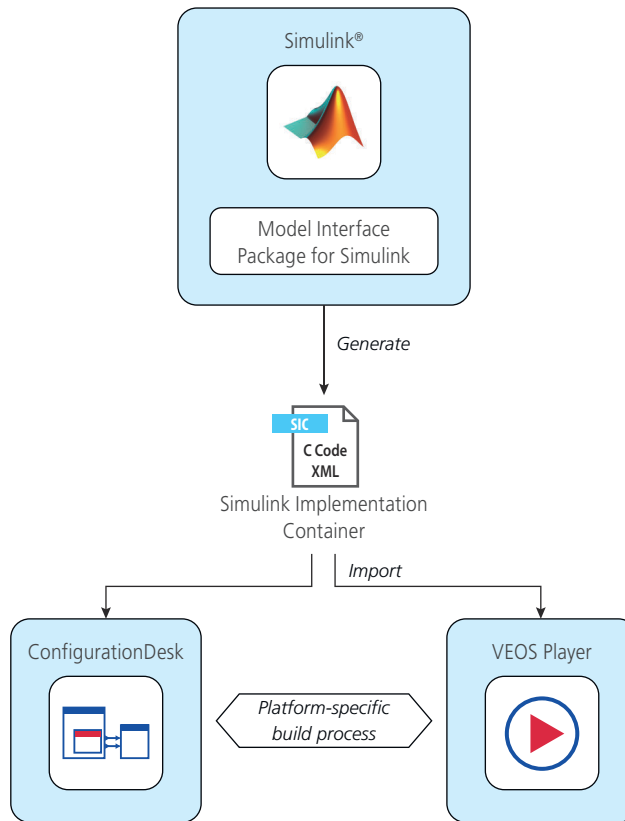 Simulink®
Model Interface
Package for Simulink
Generate
SIC
C Code
XML
Simulink Implementation
Container
Import
ConfigurationDesk
VEOS Player
Platform-specific
build process